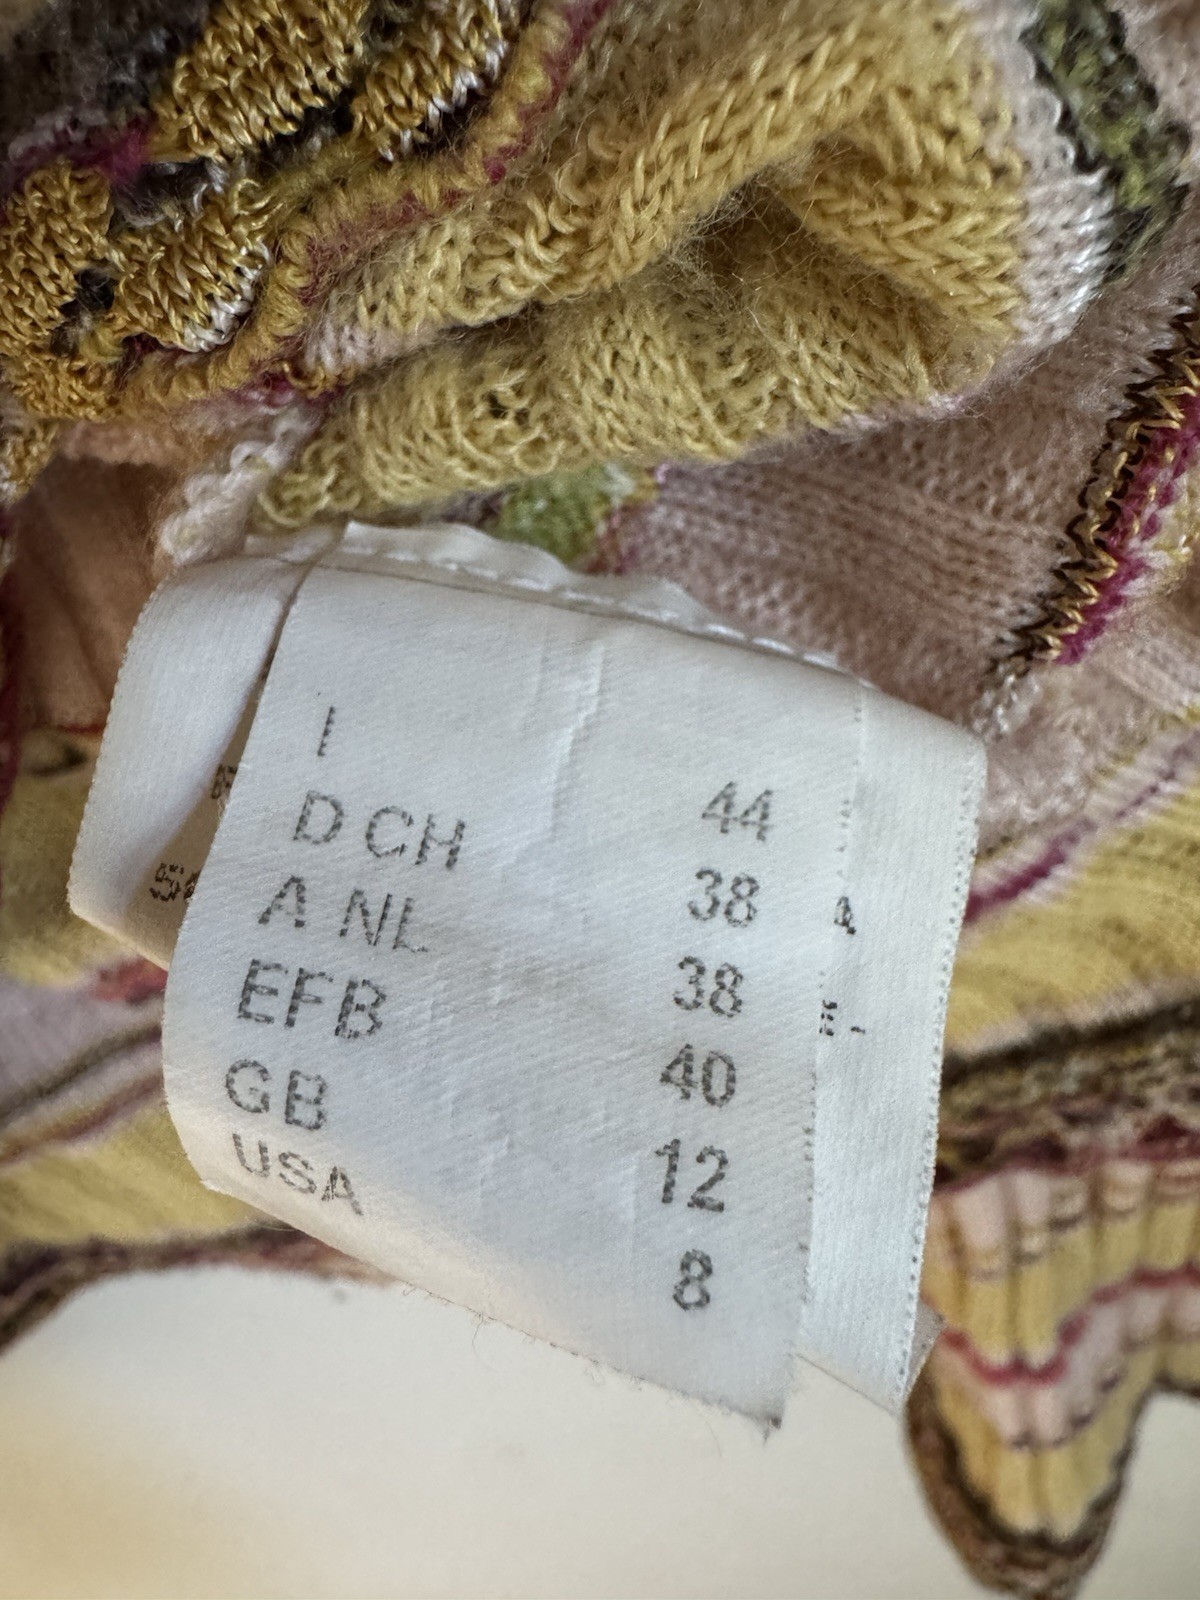 I 44
D CH 38
A NL 38
EFB 40
GB 12
USA 8